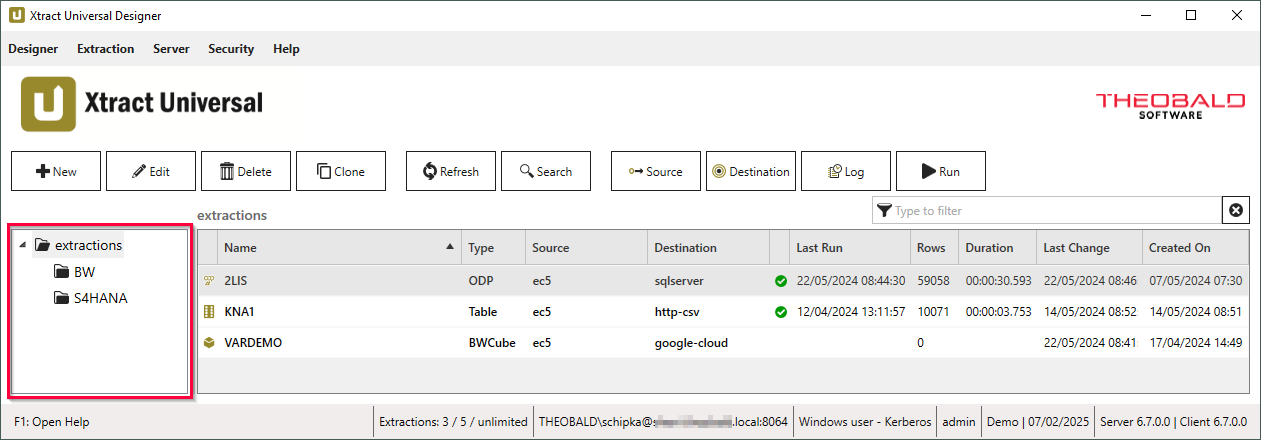 Xtract Universal Designer
Designer Extraction Server Security Help
Xtract Universal
THEOBALD
SOFTWARE
New Edit Delete Clone Refresh Search Source Destination Log Run
extractions
Type to filter
extractions
BW
S4HANA
Name Type Source Destination Last Run Rows Duration Last Change Created On
2LIS ODP ec5 sqlserver 22/05/2024 08:44:30 59058 00:00:30.593 22/05/2024 08:46 07/05/2024 07:30
KNA1 Table ec5 http-csv 12/04/2024 13:11:57 10071 00:00:03.753 14/05/2024 08:52 14/05/2024 08:51
VARDEMO BWCube ec5 google-cloud 0 22/05/2024 08:41 17/04/2024 14:49
F1: Open Help Extractions: 3 / 5 / unlimited THEOBALD\schipka@ .local:8064 Windows user - Kerberos admin Demo | 07/02/2025 Server 6.7.0.0 | Client 6.7.0.0